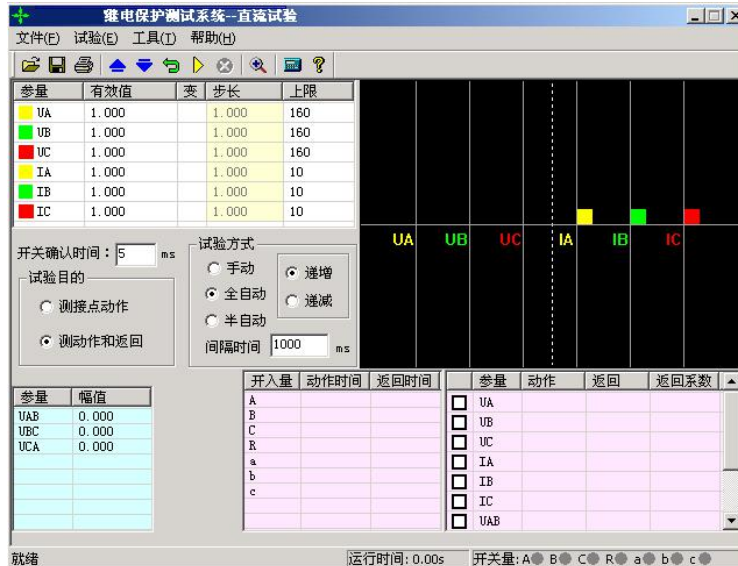 继电保护测试系统--直流试验
文件(F) 试验(E) 工具(T) 帮助(H)
参量 有效值 变 步长 上限
UA 1.000 1.000 160
UB 1.000 1.000 160
UC 1.000 1.000 160
IA 1.000 1.000 10
IB 1.000 1.000 10
IC 1.000 1.000 10
UA UB UC IA IB IC
开关确认时间：5 ms
试验目的
测接点动作
测动作和返回
试验方式
手动
全自动
半自动
递增
递减
间隔时间 1000 ms
参量 幅值
UAB 0.000
UBC 0.000
UCA 0.000
开入量 动作时间 返回时间
A
B
C
R
a
b
c
参量 动作 返回 返回系数
UA
UB
UC
IA
IB
IC
UAB
就绪 运行时间: 0.00s 开关量: A B C R a b c